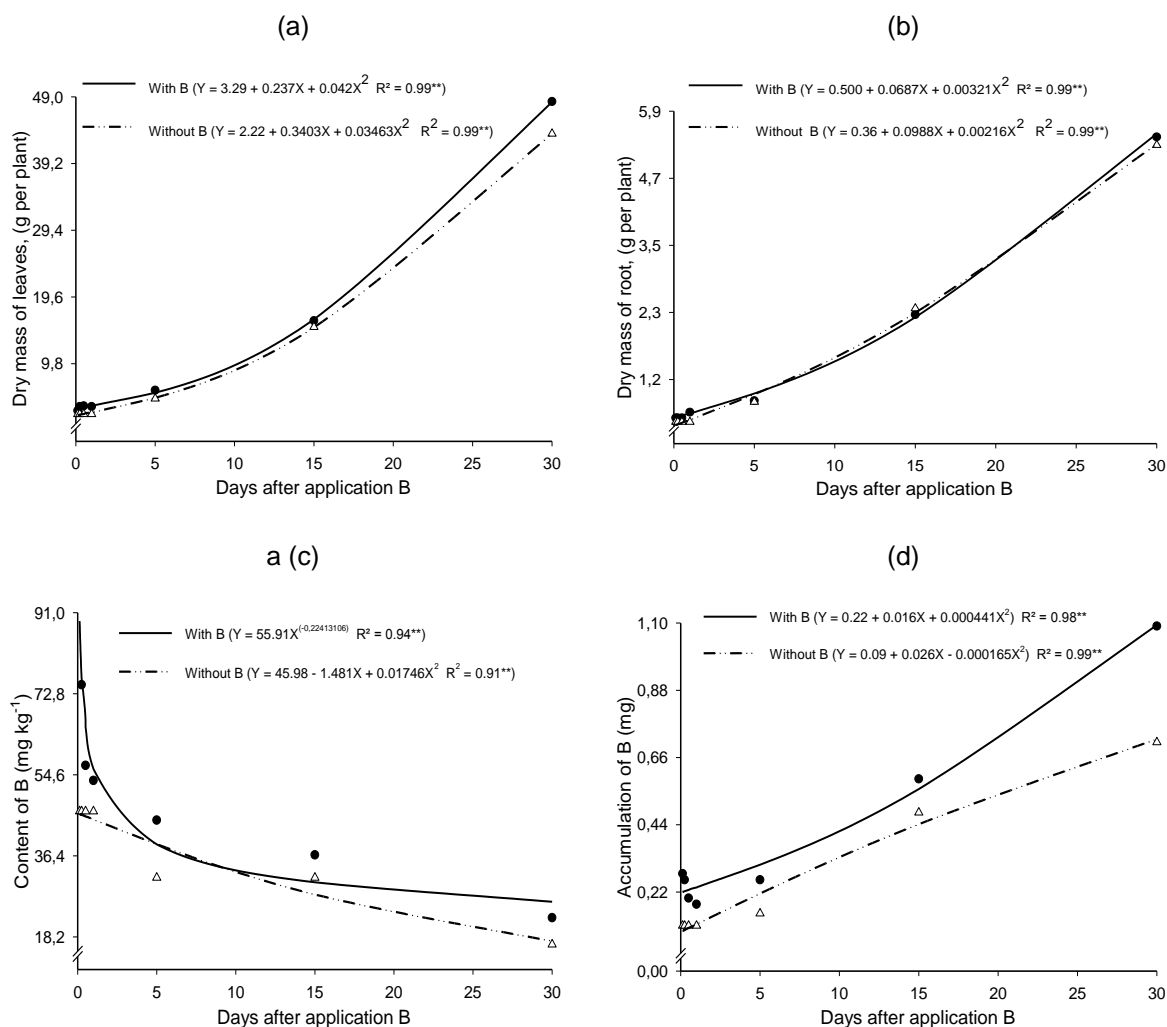 (a)
With B (Y = 3.29 + 0.237X + 0.042X² R² = 0.99**)
Without B (Y = 2.22 + 0.3403X + 0.03463X² R² = 0.99**)
49,0
39,2
29,4
19,6
9,8
Dry mass of leaves, (g per plant)
0 5 10 15 20 25 30
Days after application B
(b)
With B (Y = 0.500 + 0.0687X + 0.00321X² R² = 0.99**)
Without B (Y = 0.36 + 0.0988X + 0.00216X² R² = 0.99**)
5,9
4,7
3,5
2,3
1,2
Dry mass of root, (g per plant)
0 5 10 15 20 25 30
Days after application B
a (c)
With B (Y = 55.91X⁽⁻⁰,²²⁴¹³¹⁰⁶⁾ R² = 0.94**)
Without B (Y = 45.98 - 1.481X + 0.01746X² R² = 0.91**)
91,0
72,8
54,6
36,4
18,2
Content of B (mg kg⁻¹)
0 5 10 15 20 25 30
Days after application B
(d)
With B (Y = 0.22 + 0.016X + 0.000441X²) R² = 0.98**
Without B (Y = 0.09 + 0.026X - 0.000165X²) R² = 0.99**
1,10
0,88
0,66
0,44
0,22
0,00
Accumulation of B (mg)
0 5 10 15 20 25 30
Days after application B